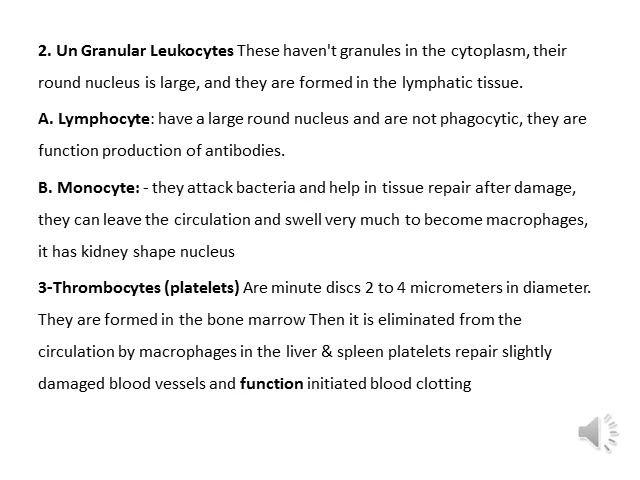 2. Un Granular Leukocytes These haven't granules in the cytoplasm, their
round nucleus is large, and they are formed in the lymphatic tissue.
A. Lymphocyte: have a large round nucleus and are not phagocytic, they are
function production of antibodies.
B. Monocyte: - they attack bacteria and help in tissue repair after damage,
they can leave the circulation and swell very much to become macrophages,
it has kidney shape nucleus
3-Thrombocytes (platelets) Are minute discs 2 to 4 micrometers in diameter.
They are formed in the bone marrow Then it is eliminated from the
circulation by macrophages in the liver & spleen platelets repair slightly
damaged blood vessels and function initiated blood clotting